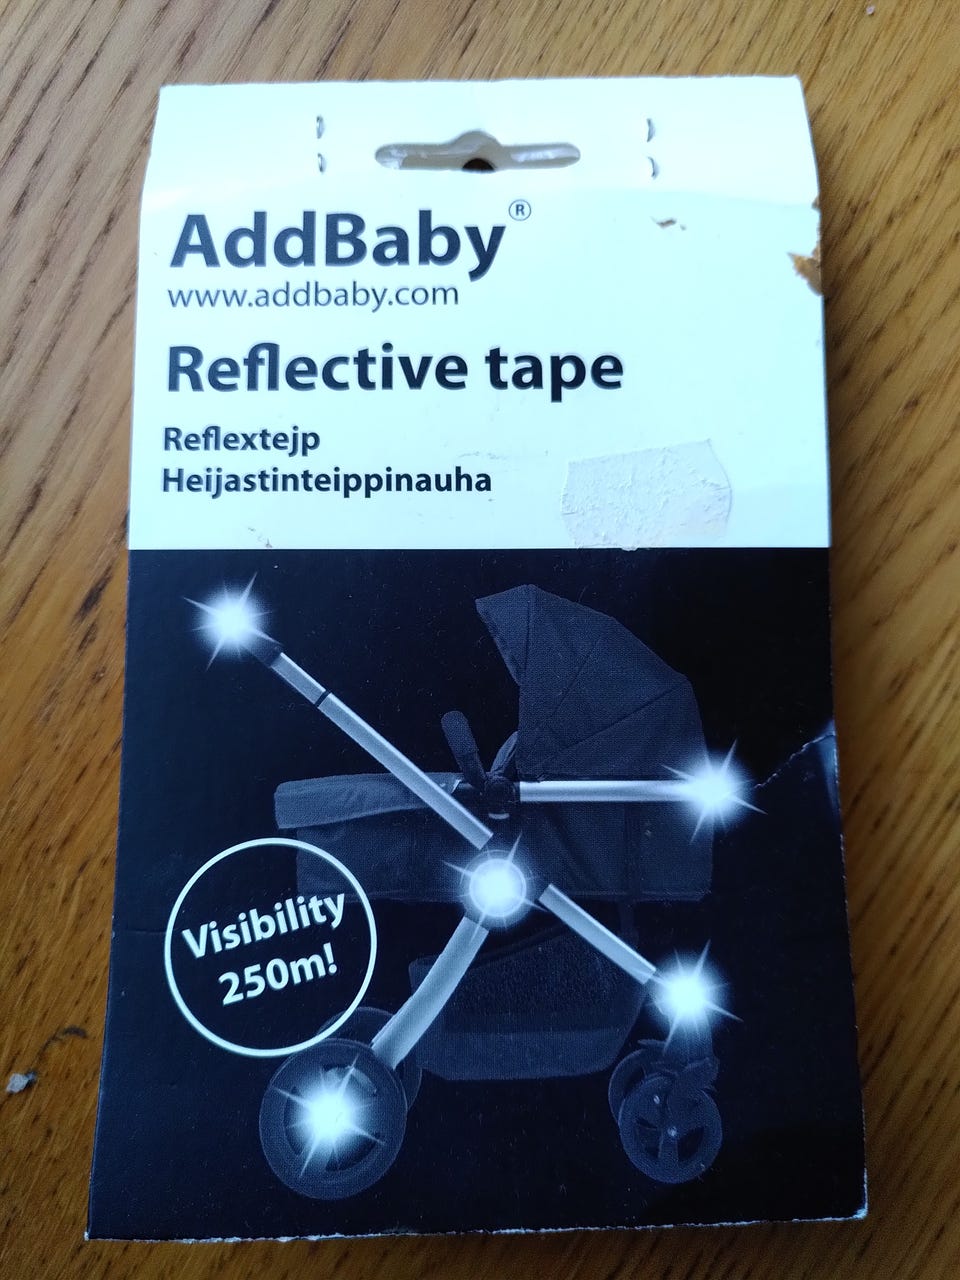 AddBaby®
www.addbaby.com
Reflective tape
Reflextejp
Heijastinteippinauha
Visibility
250m!